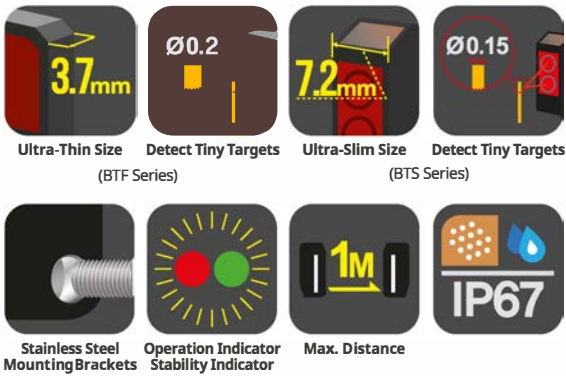 3.7mm
Ø0.2
7.2mm
Ø0.15
Ultra-Thin Size
Detect Tiny Targets
Ultra-Slim Size
Detect Tiny Targets
(BTF Series)
(BTS Series)
1M
IP67
Stainless Steel
Mounting Brackets
Operation Indicator
Stability Indicator
Max. Distance